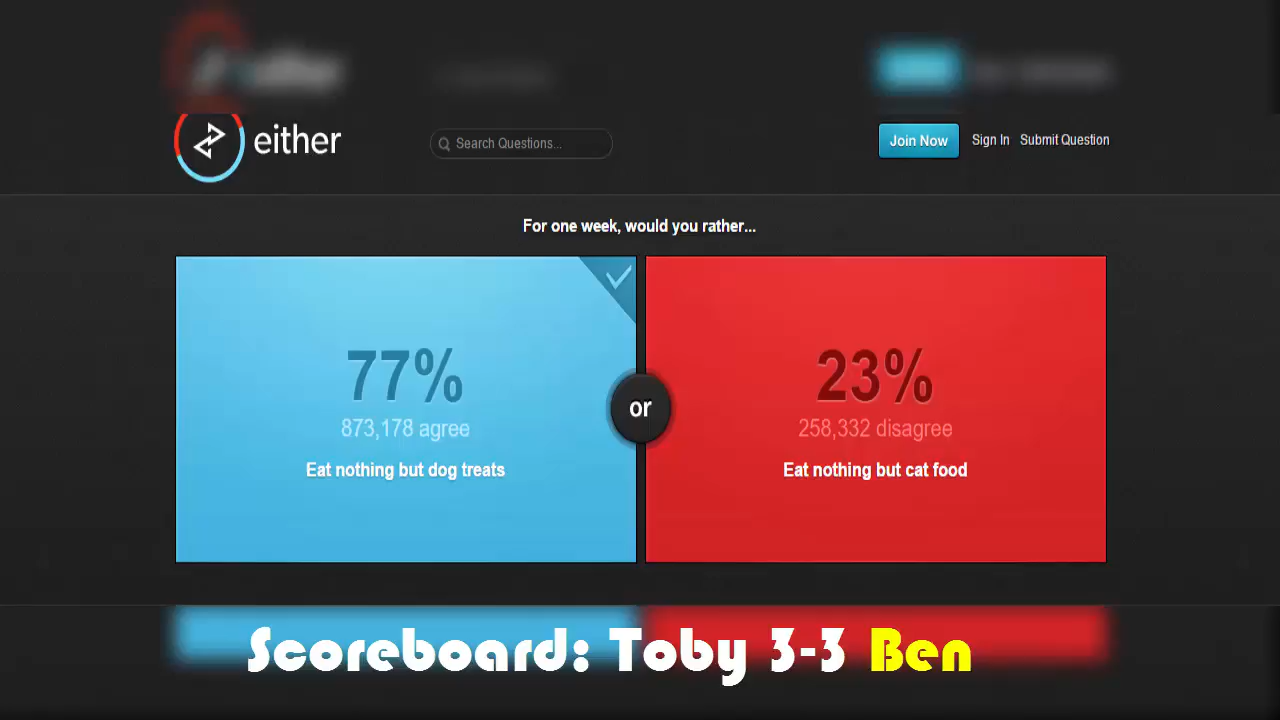 either
Search Questions...
Join Now Sign In Submit Question
For one week, would you rather...
77%
873,178 agree
Eat nothing but dog treats
or
23%
258,332 disagree
Eat nothing but cat food
Scoreboard: Toby 3-3 Ben